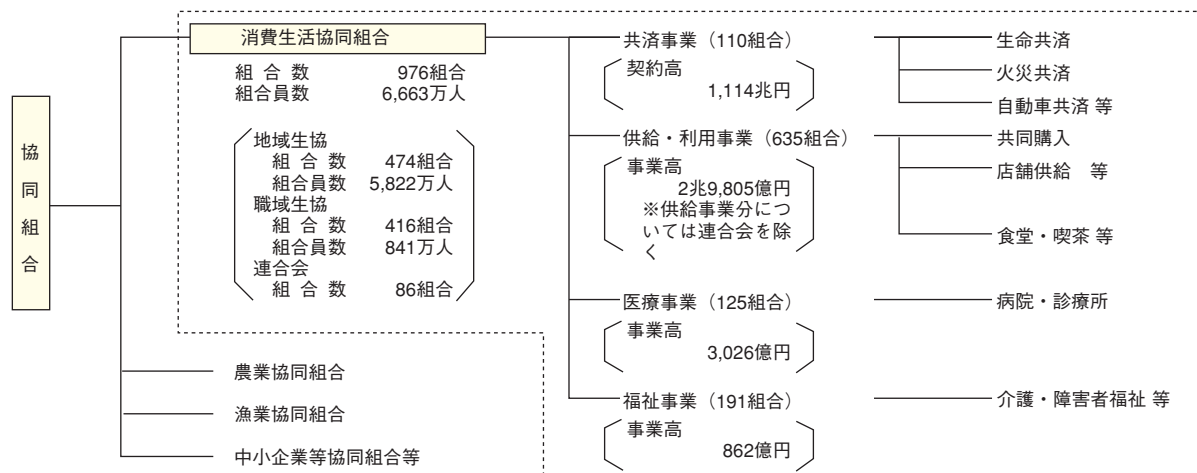 協同組合
消費生活協同組合
組 合 数 976組合
組合員数 6,663万人
地域生協
組 合 数 474組合
組合員数 5,822万人
職域生協
組 合 数 416組合
組合員数 841万人
連合会
組 合 数 86組合
農業協同組合
漁業協同組合
中小企業等協同組合等
共済事業（110組合）
契約高
1,114兆円
供給・利用事業（635組合）
事業高
2兆9,805億円
※供給事業分につ
いては連合会を除
く
医療事業（125組合）
事業高
3,026億円
福祉事業（191組合）
事業高
862億円
生命共済
火災共済
自動車共済 等
共同購入
店舗供給　等
食堂・喫茶 等
病院・診療所
介護・障害者福祉 等